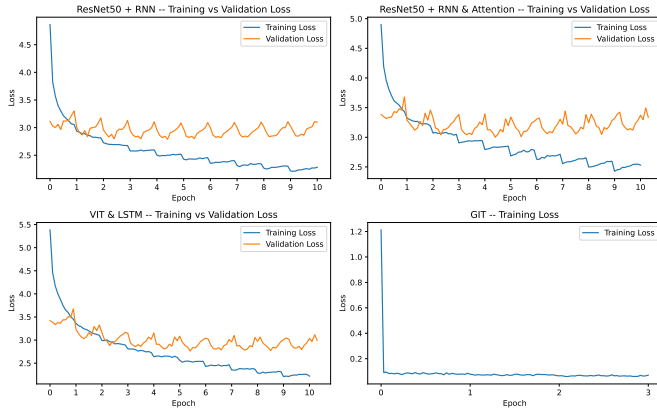 ResNet50 + RNN -- Training vs Validation Loss
Training Loss
Validation Loss
4.5
4.0
3.5
3.0
2.5
Loss
0 1 2 3 4 5 6 7 8 9 10
Epoch
ResNet50 + RNN & Attention -- Training vs Validation Loss
Training Loss
Validation Loss
5.0
4.5
4.0
3.5
3.0
2.5
Loss
0 1 2 3 4 5 6 7 8 9 10
Epoch
VIT & LSTM -- Training vs Validation Loss
Training Loss
Validation Loss
5.5
5.0
4.5
4.0
3.5
3.0
2.5
Loss
0 1 2 3 4 5 6 7 8 9 10
Epoch
GIT -- Training Loss
Training Loss
1.2
1.0
0.8
0.6
0.4
0.2
Loss
0 1 2 3
Epoch